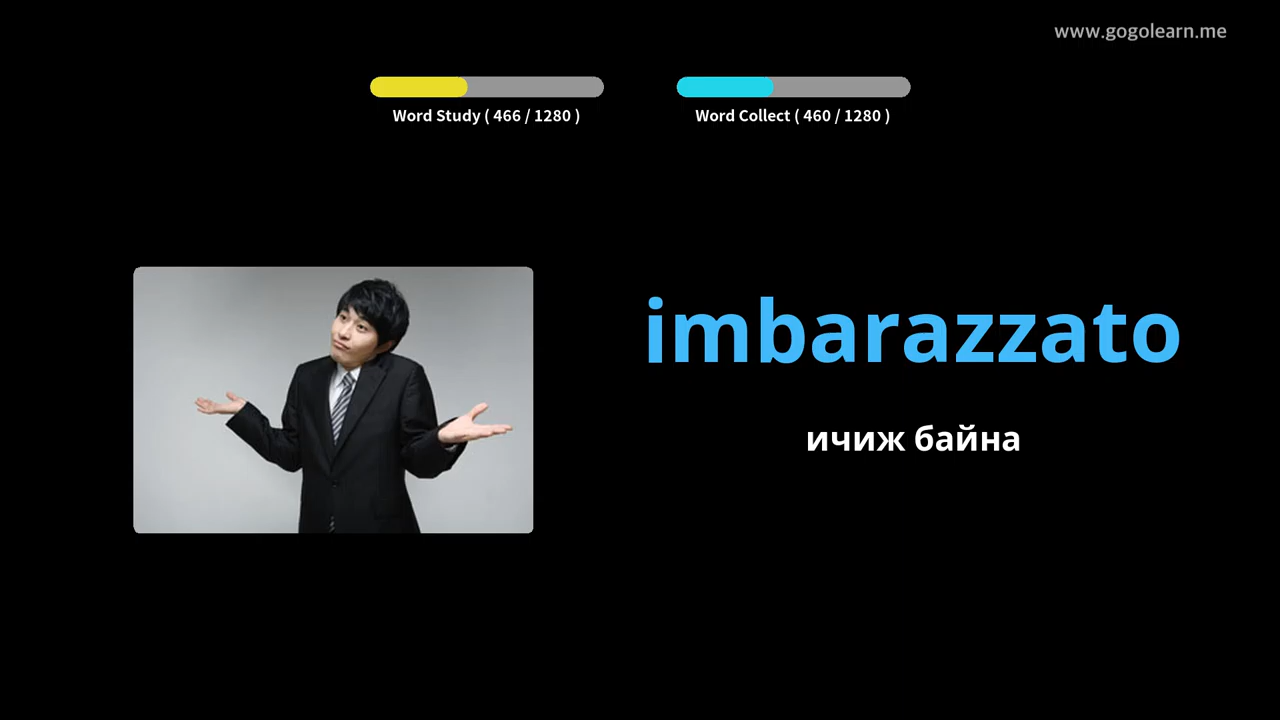 www.gogolearn.me
Word Study ( 466 / 1280 )
Word Collect ( 460 / 1280 )
imbarazzato
ичиж байна